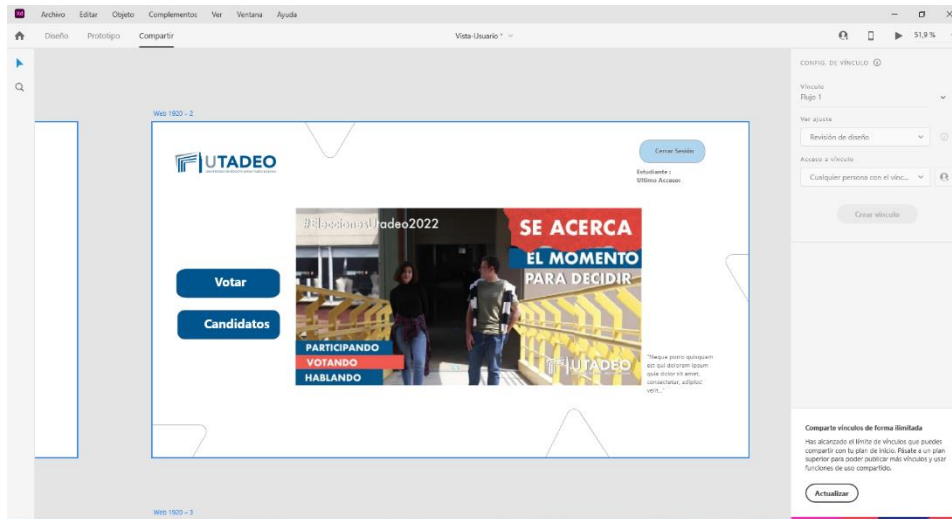 Xd Archivo Editar Objeto Complementos Ver Ventana Ayuda
Diseño Prototipo Compartir
Vista-Usuario *
51,9 %
CONFIG. DE VÍNCULO
Vínculo
Flujo 1
Ver ajuste
Revisión de diseño
Acceso a vínculo
Cualquier persona con el vínc...
Crear vínculo
Web 1920 – 2
UTADEO
Cerrar Sesión
Estudiante :
Ultimo Acceso:
#EleccionesUtadeo2022
SE ACERCA
EL MOMENTO
PARA DECIDIR
Votar
Candidatos
PARTICIPANDO
VOTANDO
HABLANDO
UTADEO
"Neque porro quisquam
est qui dolorem ipsum
quia dolor sit amet,
consectetur, adipisci
velit..."
Comparte vínculos de forma ilimitada
Has alcanzado el límite de vínculos que puedes
compartir con tu plan de inicio. Pásate a un plan
superior para poder publicar más vínculos y usar
funciones de uso compartido.
Actualizar
Web 1920 – 3